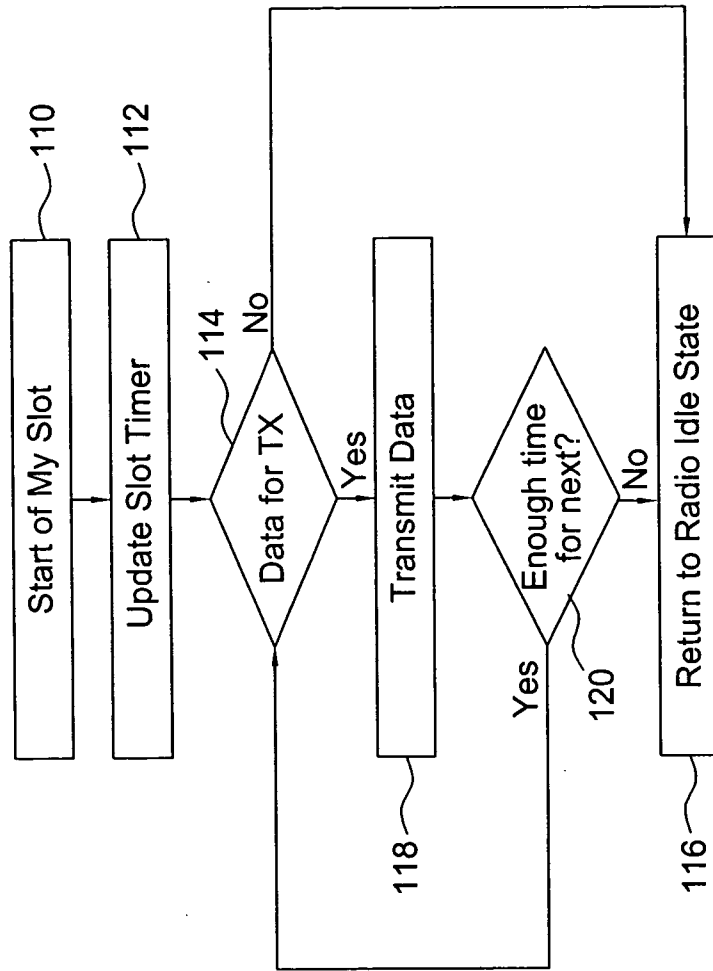 Start of My Slot
110
Update Slot Timer
112
114
Data for TX
No
Yes
Transmit Data
118
Enough time
for next?
Yes
120
No
Return to Radio Idle State
116